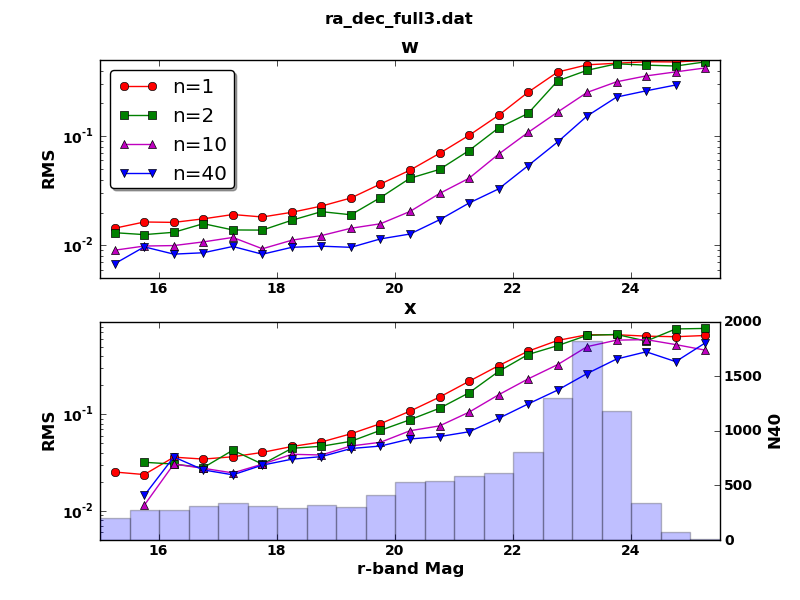 ra_dec_full3.dat
w
n=1
n=2
n=10
n=40
RMS
10^-1
10^-2
16 18 20 22 24
x
RMS
10^-1
10^-2
2000
1500
1000
500
0
N40
16 18 20 22 24
r-band Mag